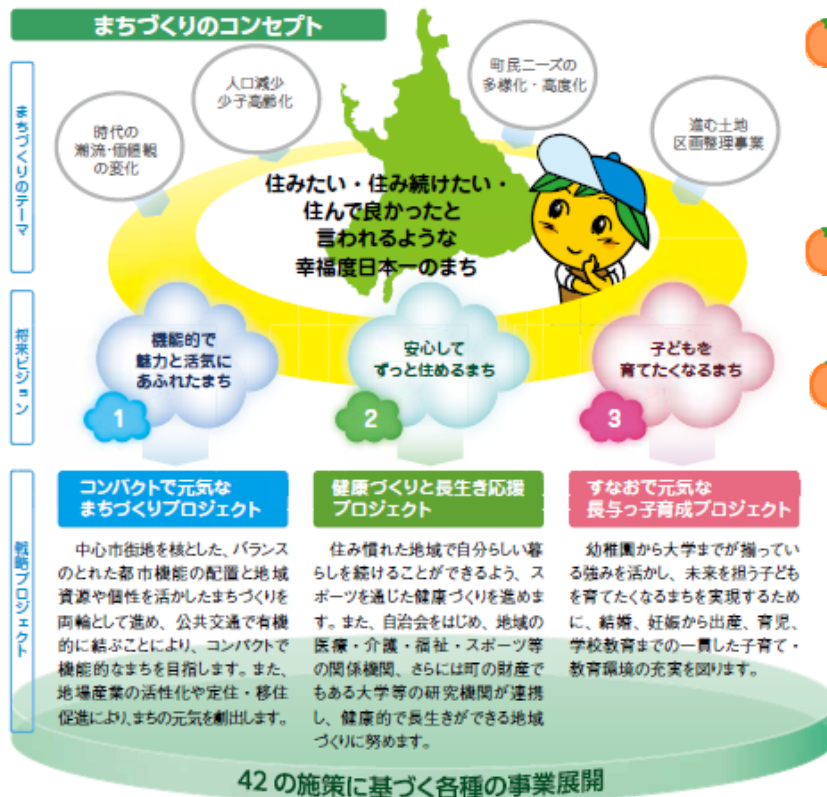 まちづくりのコンセプト
まちづくりのテーマ
時代の
潮流・価値観
の変化
人口減少
少子高齢化
町民ニーズの
多様化・高度化
進む土地
区画整理事業
住みたい・住み続けたい・
住んで良かったと
言われるような
幸福度日本一のまち
将来ビジョン
機能的で
魅力と活気に
あふれたまち
1
安心して
ずっと住めるまち
2
子どもを
育てたくなるまち
3
戦略プロジェクト
コンパクトで元気な
まちづくりプロジェクト
中心市街地を核とした、バランス
のとれた都市機能の配置と地域
資源や個性を活かしたまちづくりを
両輪として進め、公共交通で有機
的に結ぶことにより、コンパクトで
機能的なまちを目指します。また、
地場産業の活性化や定住・移住
促進により、まちの元気を創出します。
健康づくりと長生き応援
プロジェクト
住み慣れた地域で自分らしい暮
らしを続けることができるよう、ス
ポーツを通じた健康づくりを進めま
す。また、自治会をはじめ、地域の
医療・介護・福祉・スポーツ等
の関係機関、さらには町の財産で
もある大学等の研究機関が連携
し、健康的で長生きができる地域
づくりに努めます。
すなおで元気な
長与っ子育成プロジェクト
幼稚園から大学までが揃ってい
る強みを活かし、未来を担う子ども
を育てたくなるまちを実現するため
に、結婚、妊娠から出産、育児、
学校教育までの一貫した子育て・
教育環境の充実を図ります。
42の施策に基づく各種の事業展開